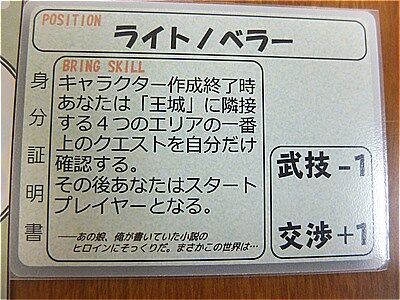 POSITION
ライトノベラー
身分証明書
BRING SKILL
キャラクター作成終了時
あなたは「王城」に隣接
する４つのエリアの一番
上のクエストを自分だけ
確認する。
その後あなたはスタート
プレイヤーとなる。
――あの娘、俺が書いていた小説の
ヒロインにそっくりだ。まさかこの世界は…
武技-1
交渉+1